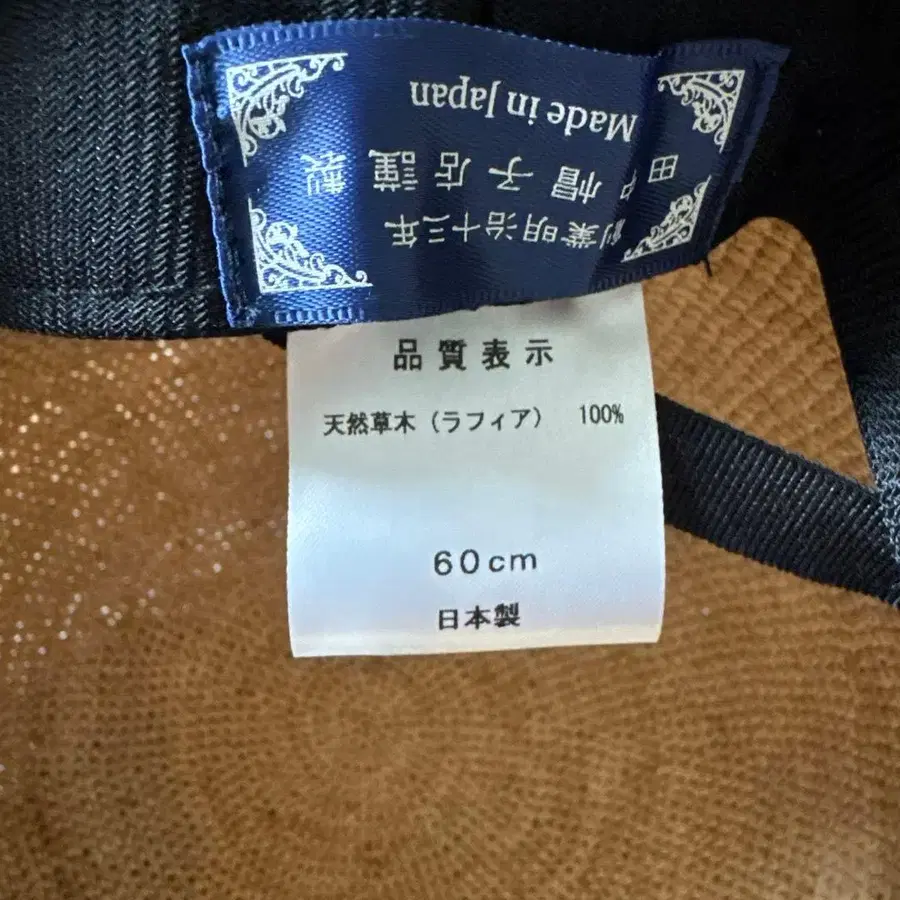 創業明治十三年
田中帽子店謹製
Made in Japan
品質表示
天然草木（ラフィア） 100%
60cm
日本製